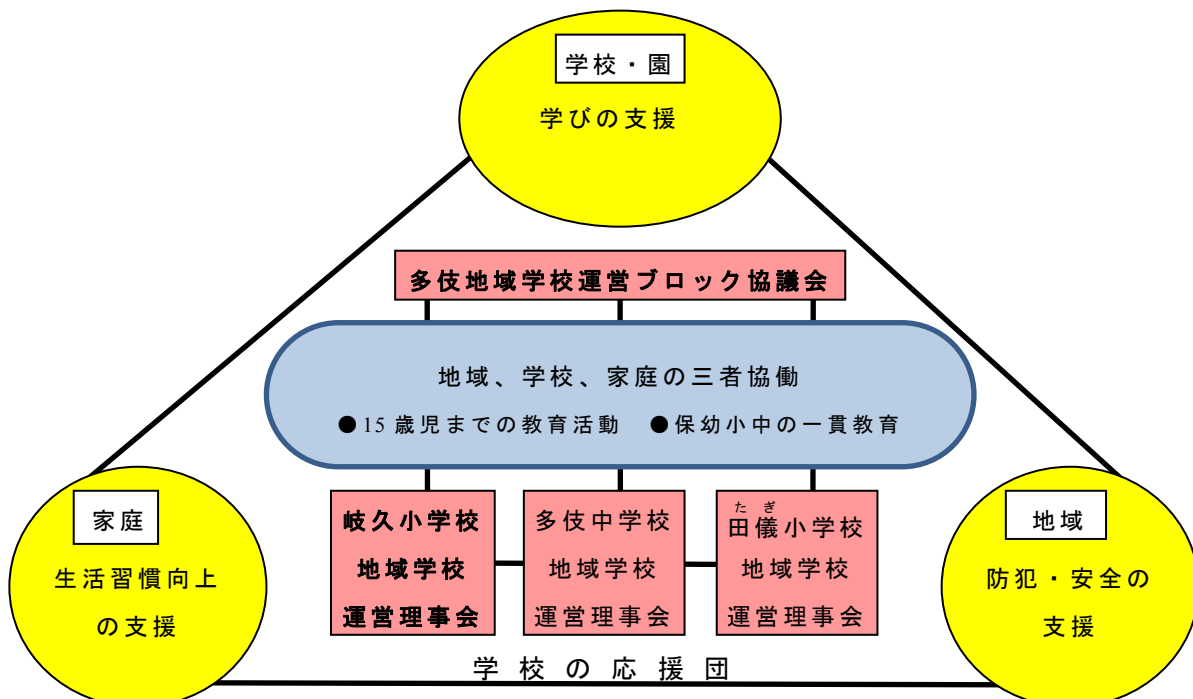 学校・園
学びの支援
多伎地域学校運営ブロック協議会
地域、学校、家庭の三者協働
●15歳児までの教育活動 ●保幼小中の一貫教育
家庭
生活習慣向上
の支援
岐久小学校
地域学校
運営理事会
多伎中学校
地域学校
運営理事会
たぎ
田儀小学校
地域学校
運営理事会
地域
防犯・安全の
支援
学校の応援団